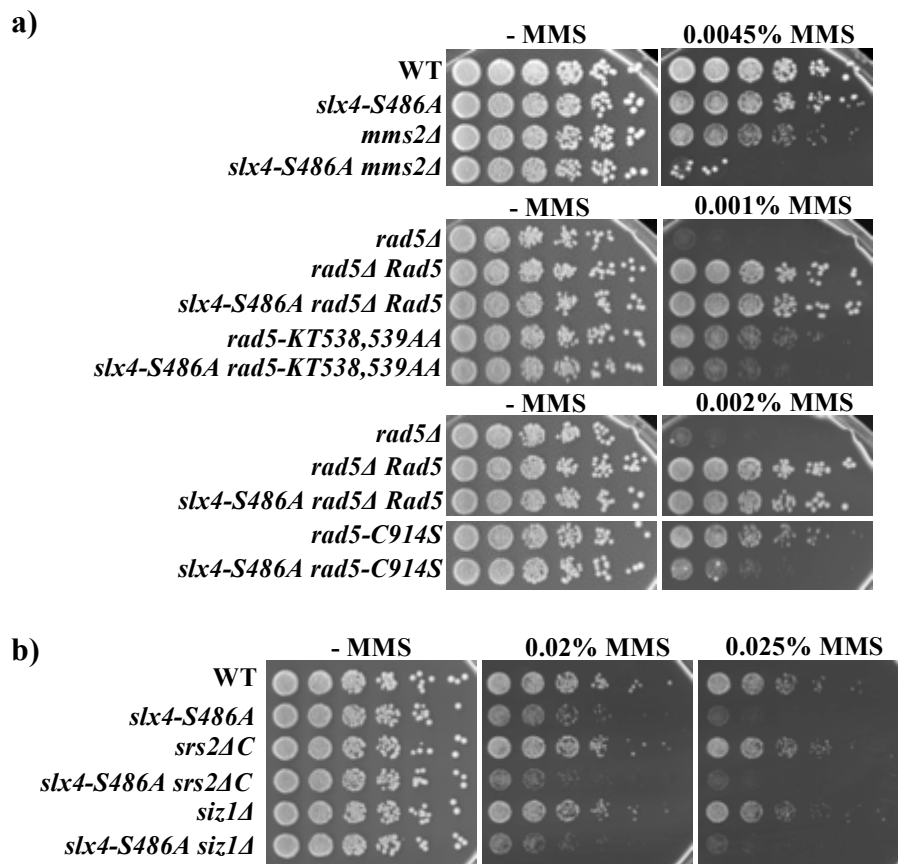 a)
- MMS 0.0045% MMS
WT
slx4-S486A
mms2Δ
slx4-S486A mms2Δ
- MMS 0.001% MMS
rad5Δ
rad5Δ Rad5
slx4-S486A rad5Δ Rad5
rad5-KT538,539AA
slx4-S486A rad5-KT538,539AA
- MMS 0.002% MMS
rad5Δ
rad5Δ Rad5
slx4-S486A rad5Δ Rad5
rad5-C914S
slx4-S486A rad5-C914S
b)
- MMS 0.02% MMS 0.025% MMS
WT
slx4-S486A
srs2ΔC
slx4-S486A srs2ΔC
siz1Δ
slx4-S486A siz1Δ